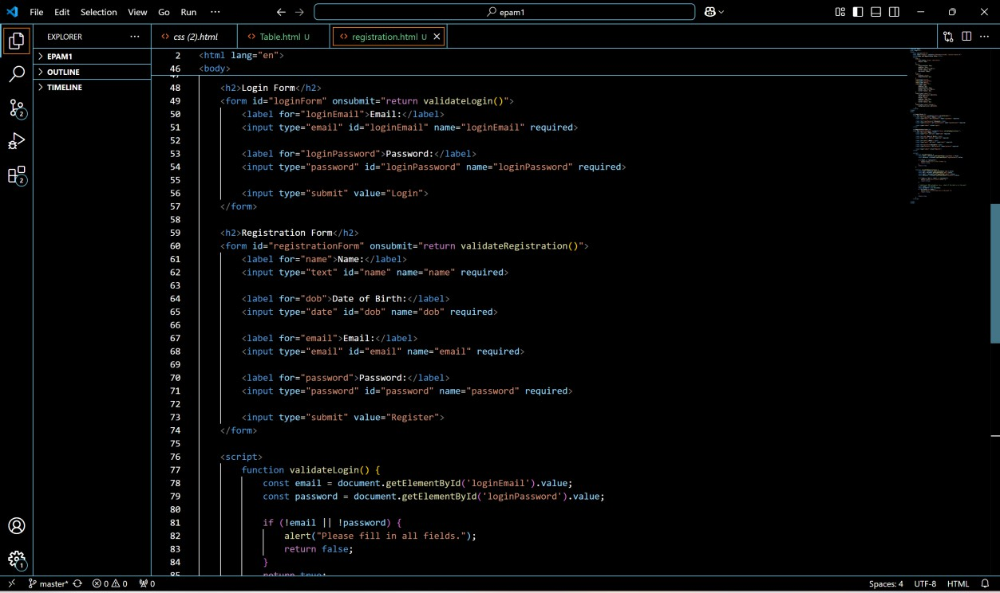 File Edit Selection View Go Run ··· epam1
EXPLORER ···
EPAM1
OUTLINE
TIMELINE
css (2).html Table.html U registration.html U
2 <html lang="en">
46 <body>
48 <h2>Login Form</h2>
49 <form id="loginForm" onsubmit="return validateLogin()">
50 <label for="loginEmail">Email:</label>
51 <input type="email" id="loginEmail" name="loginEmail" required>
52
53 <label for="loginPassword">Password:</label>
54 <input type="password" id="loginPassword" name="loginPassword" required>
55
56 <input type="submit" value="Login">
57 </form>
58
59 <h2>Registration Form</h2>
60 <form id="registrationForm" onsubmit="return validateRegistration()">
61 <label for="name">Name:</label>
62 <input type="text" id="name" name="name" required>
63
64 <label for="dob">Date of Birth:</label>
65 <input type="date" id="dob" name="dob" required>
66
67 <label for="email">Email:</label>
68 <input type="email" id="email" name="email" required>
69
70 <label for="password">Password:</label>
71 <input type="password" id="password" name="password" required>
72
73 <input type="submit" value="Register">
74 </form>
75
76 <script>
77 function validateLogin() {
78 const email = document.getElementById('loginEmail').value;
79 const password = document.getElementById('loginPassword').value;
80
81 if (!email || !password) {
82 alert("Please fill in all fields.");
83 return false;
84 }
85 return true;
2
2
1
master* 0 0 0 Spaces: 4 UTF-8 HTML